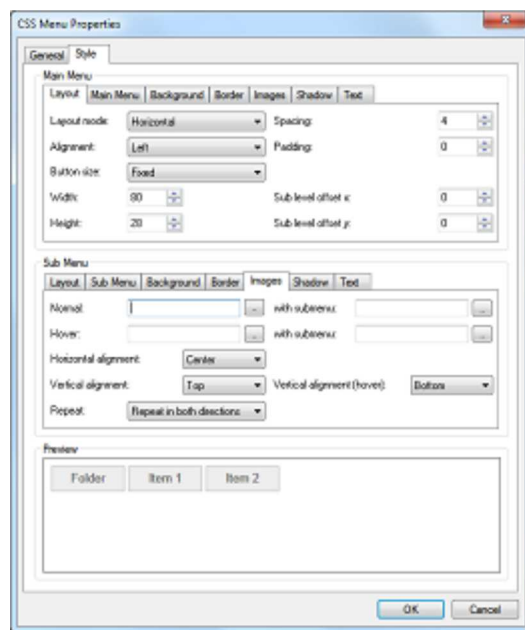 CSS Menu Properties
General Style
Main Menu
Layout Main Menu Background Border Images Shadow Text
Layout mode: Horizontal Spacing: 4
Alignment: Left Padding: 0
Button size: Fixed
Width: 80 Sub level offset x: 0
Height: 20 Sub level offset y: 0
Sub Menu
Layout Sub Menu Background Border Images Shadow Text
Normal: ... with submenu: ...
Hover: ... with submenu: ...
Horizontal alignment: Center
Vertical alignment: Top Vertical alignment (hover): Bottom
Repeat: Repeat in both directions
Preview
Folder Item 1 Item 2
OK Cancel